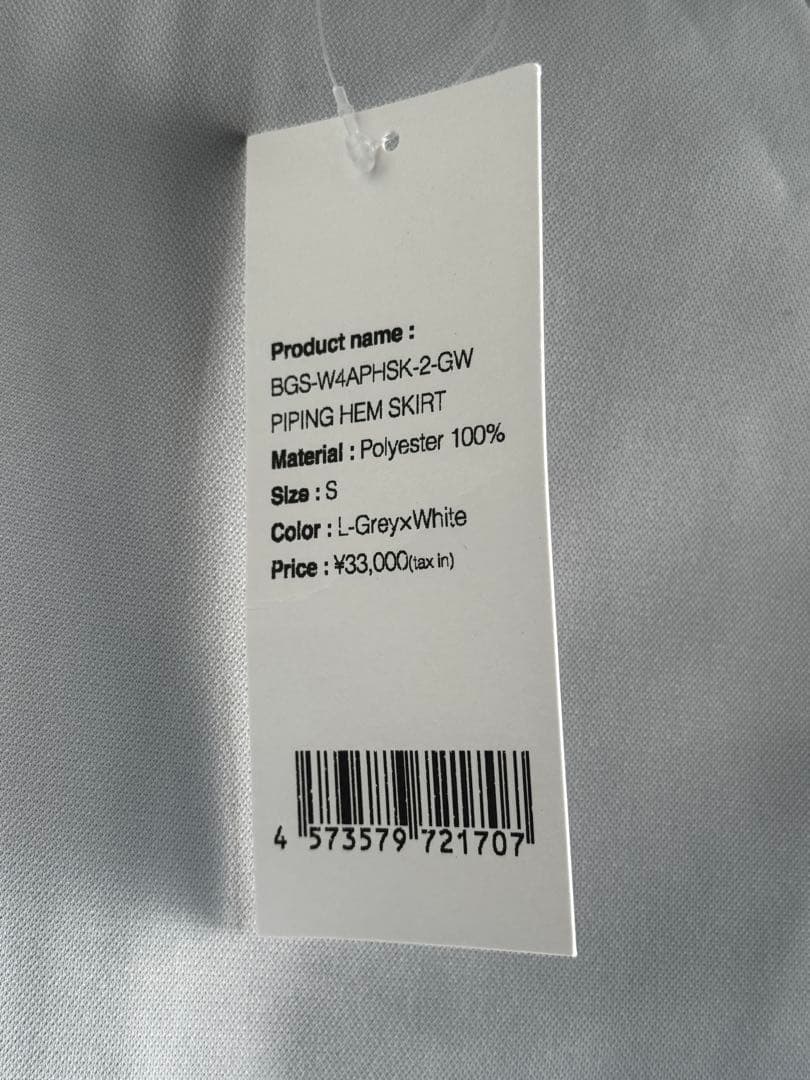 Product name :
BGS-W4APHSK-2-GW
PIPING HEM SKIRT
Material : Polyester 100%
Size : S
Color : L-Grey×White
Price : ¥33,000(tax in)
4 573579 721707